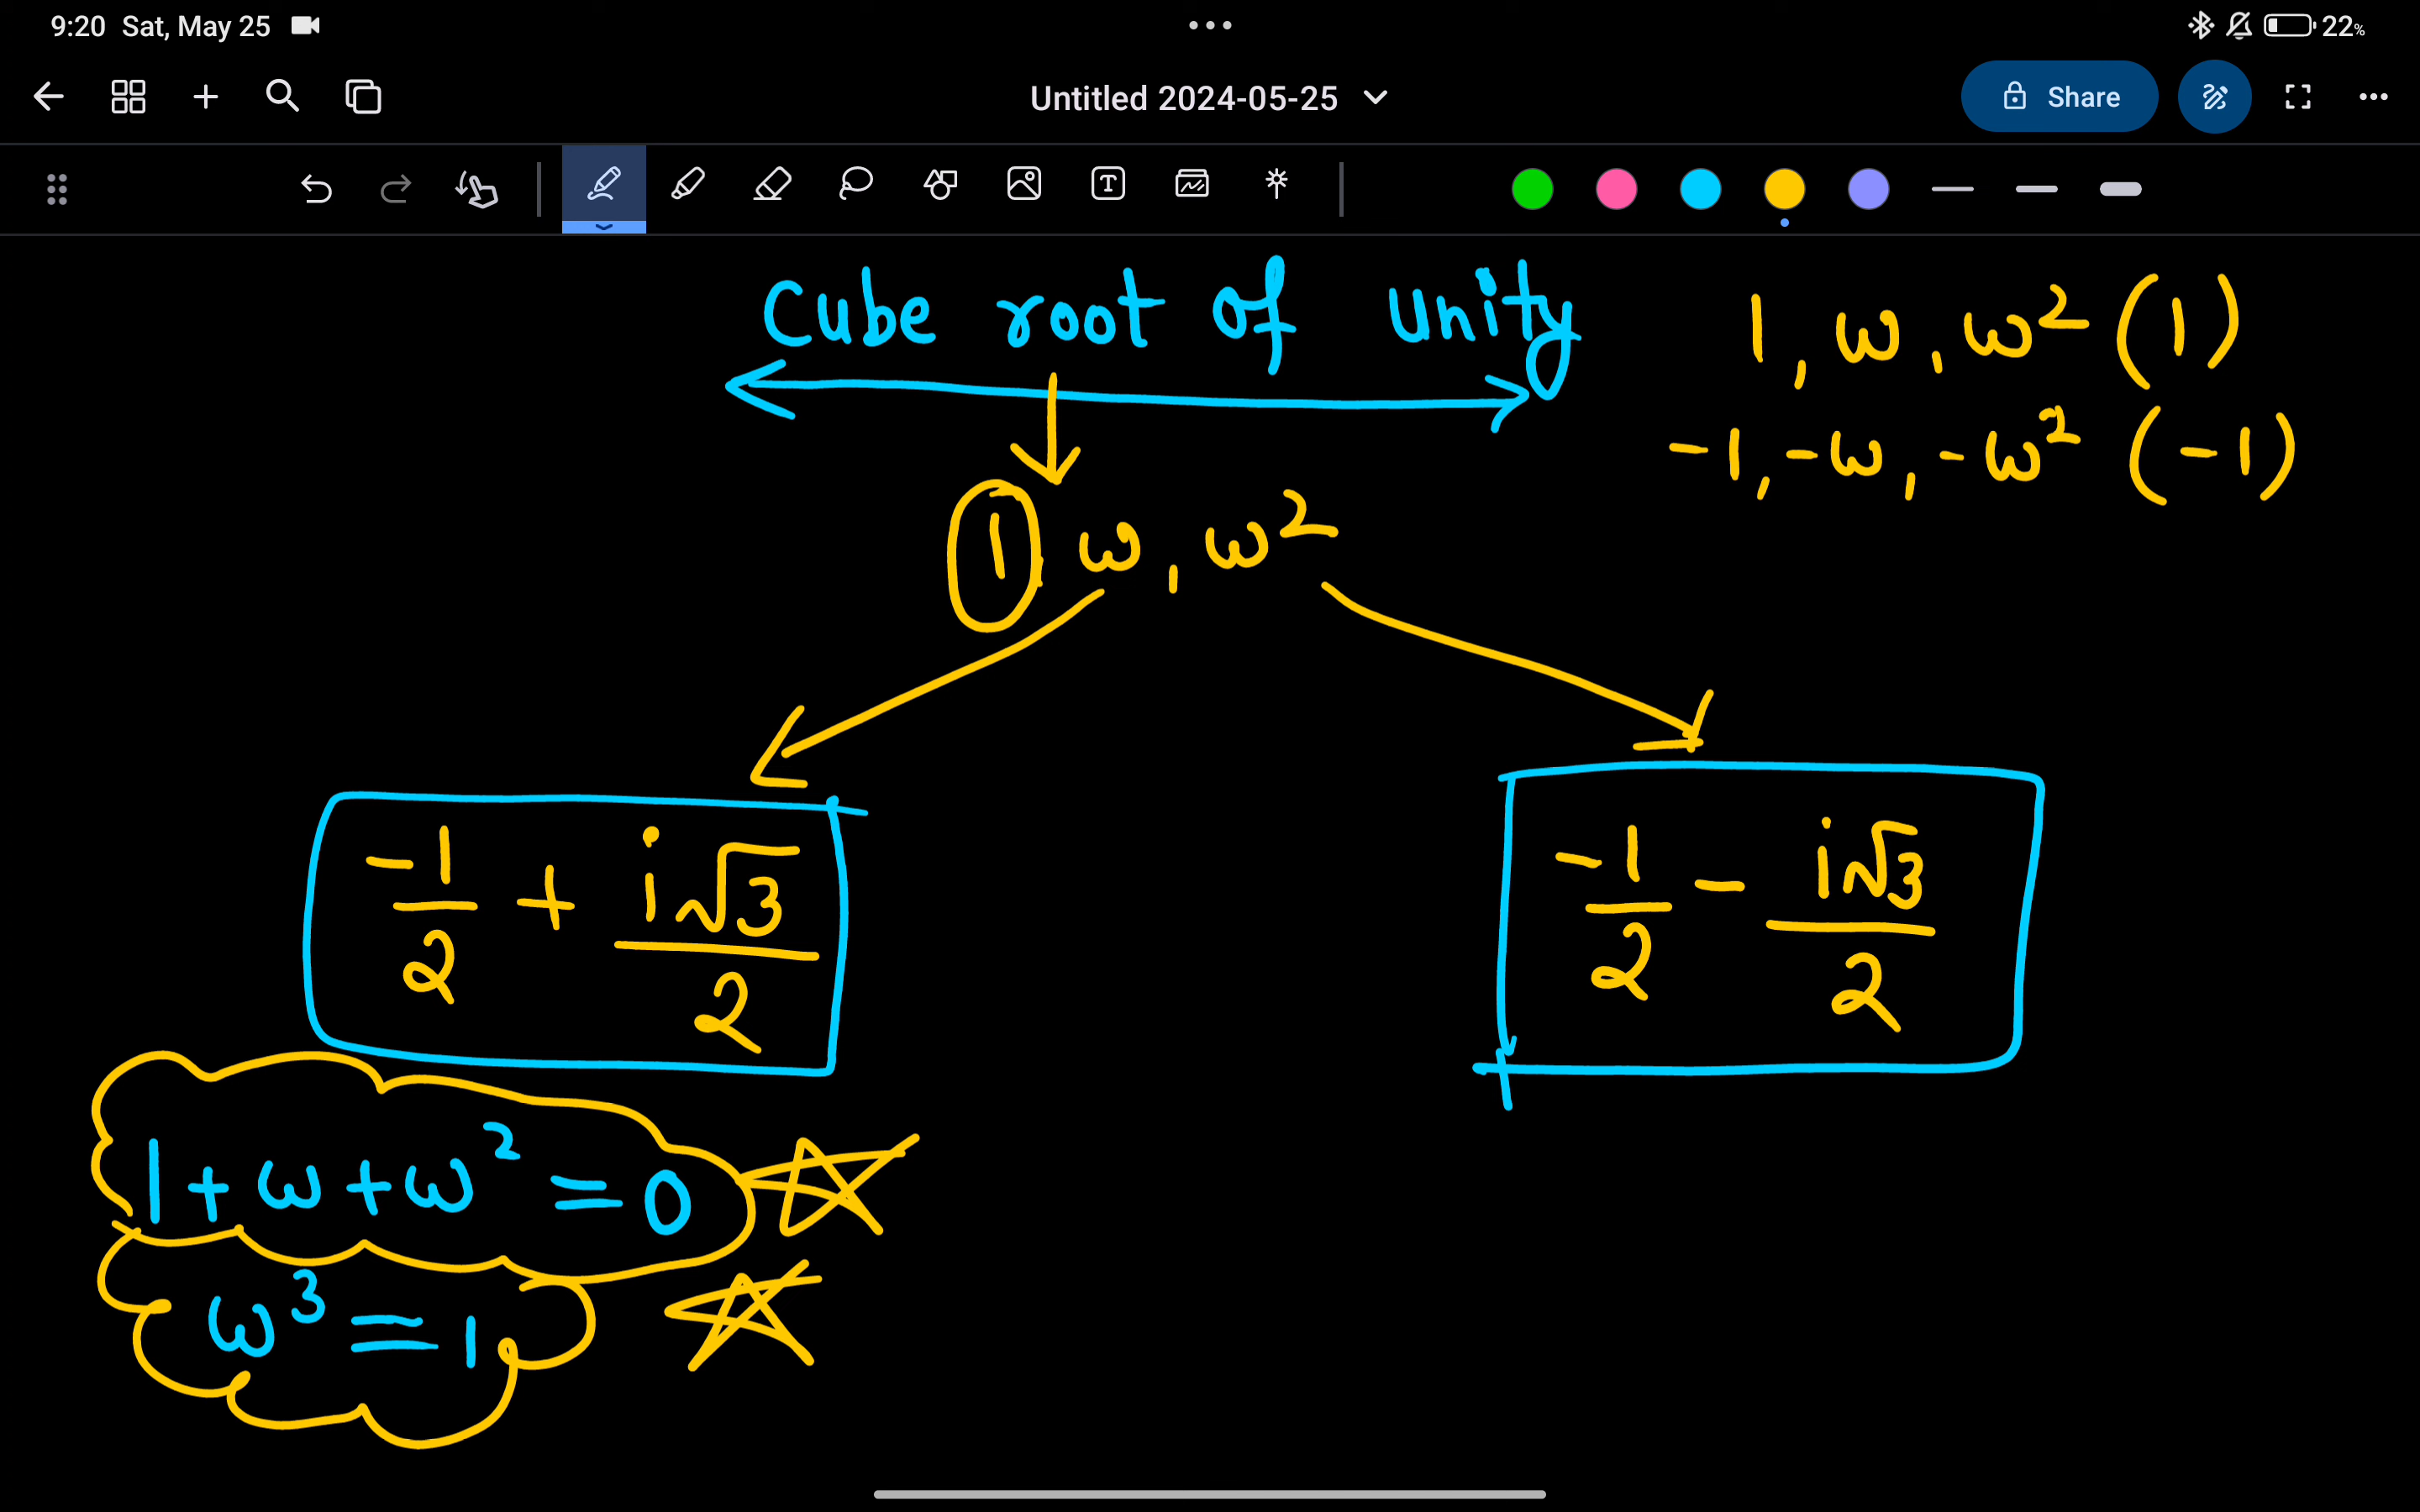 9:20 Sat, May 25
22%
Untitled 2024-05-25
Share
T
Cube root of Unity
1, ω, ω² (1)
-1, -ω, -ω² (-1)
1 ω, ω²
-1/2 + i√3/2
-1/2 - i√3/2
1 + ω + ω² = 0
ω³ = 1